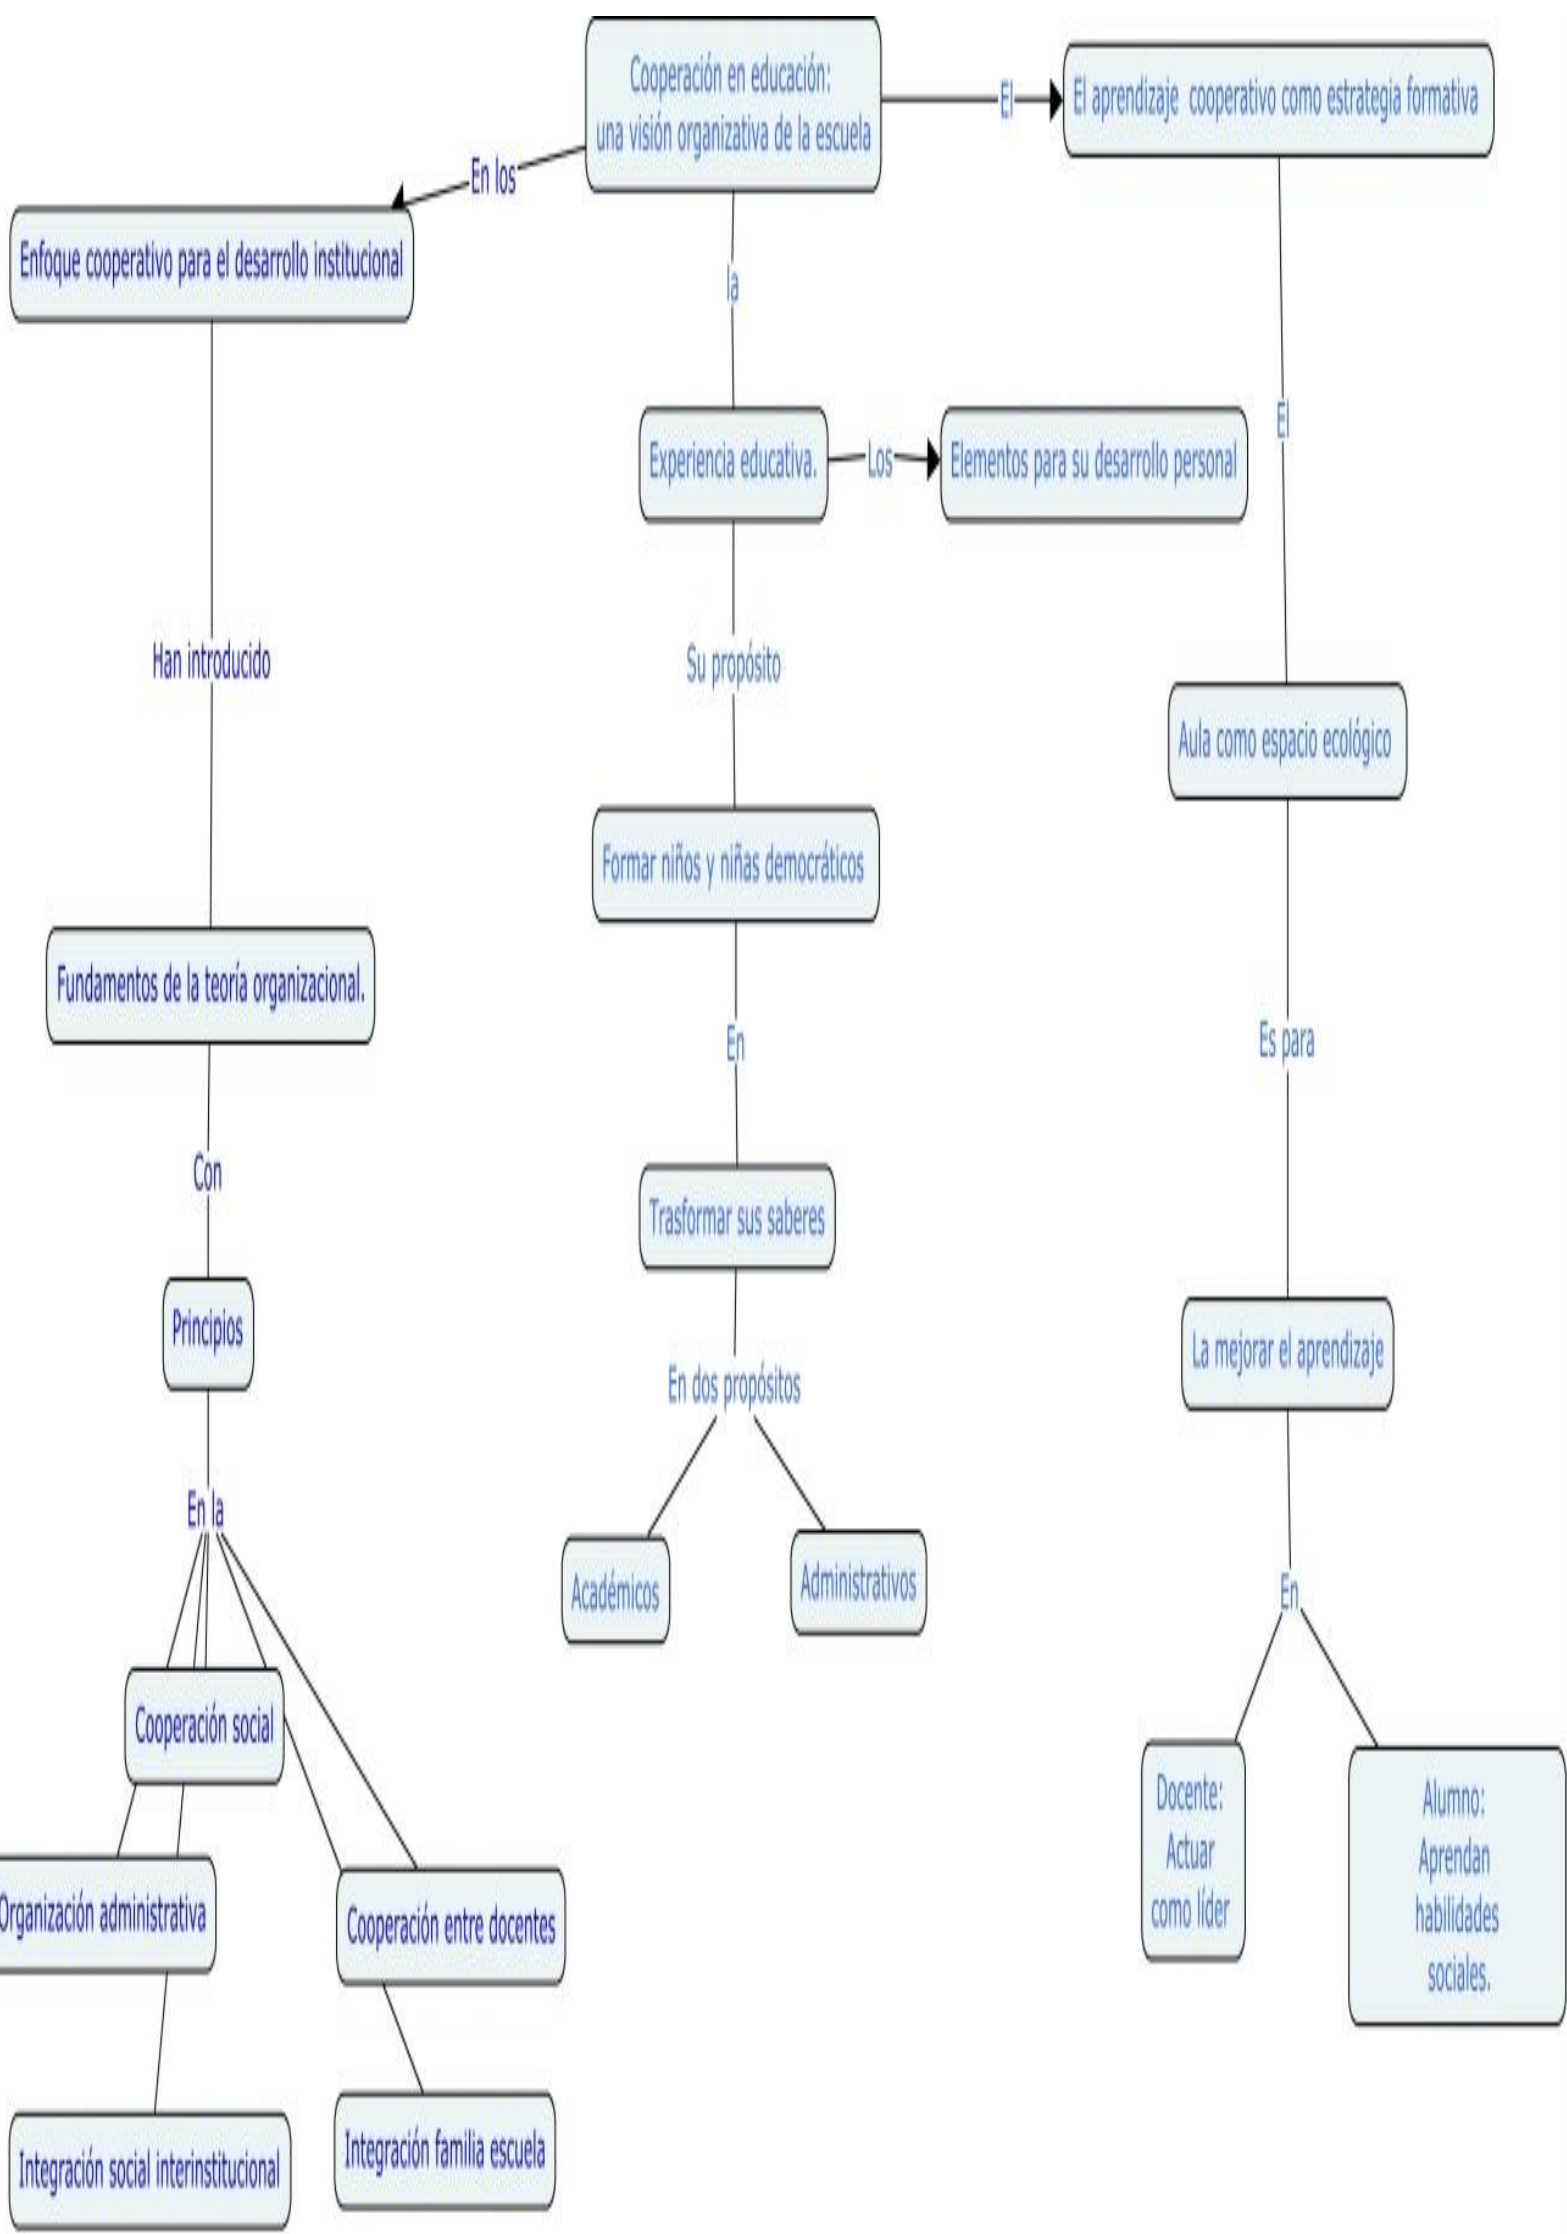 Cooperación en educación:
una visión organizativa de la escuela
El
El aprendizaje cooperativo como estrategia formativa
En los
Enfoque cooperativo para el desarrollo institucional
la
Experiencia educativa.
Los
Elementos para su desarrollo personal
El
Han introducido
Su propósito
Aula como espacio ecológico
Formar niños y niñas democráticos
Fundamentos de la teoría organizacional.
En
Es para
Con
Trasformar sus saberes
Principios
La mejorar el aprendizaje
En dos propósitos
En la
Académicos
Administrativos
En
Cooperación social
Docente:
Actuar
como líder
Alumno:
Aprendan
habilidades
sociales.
Organización administrativa
Cooperación entre docentes
Integración social interinstitucional
Integración familia escuela